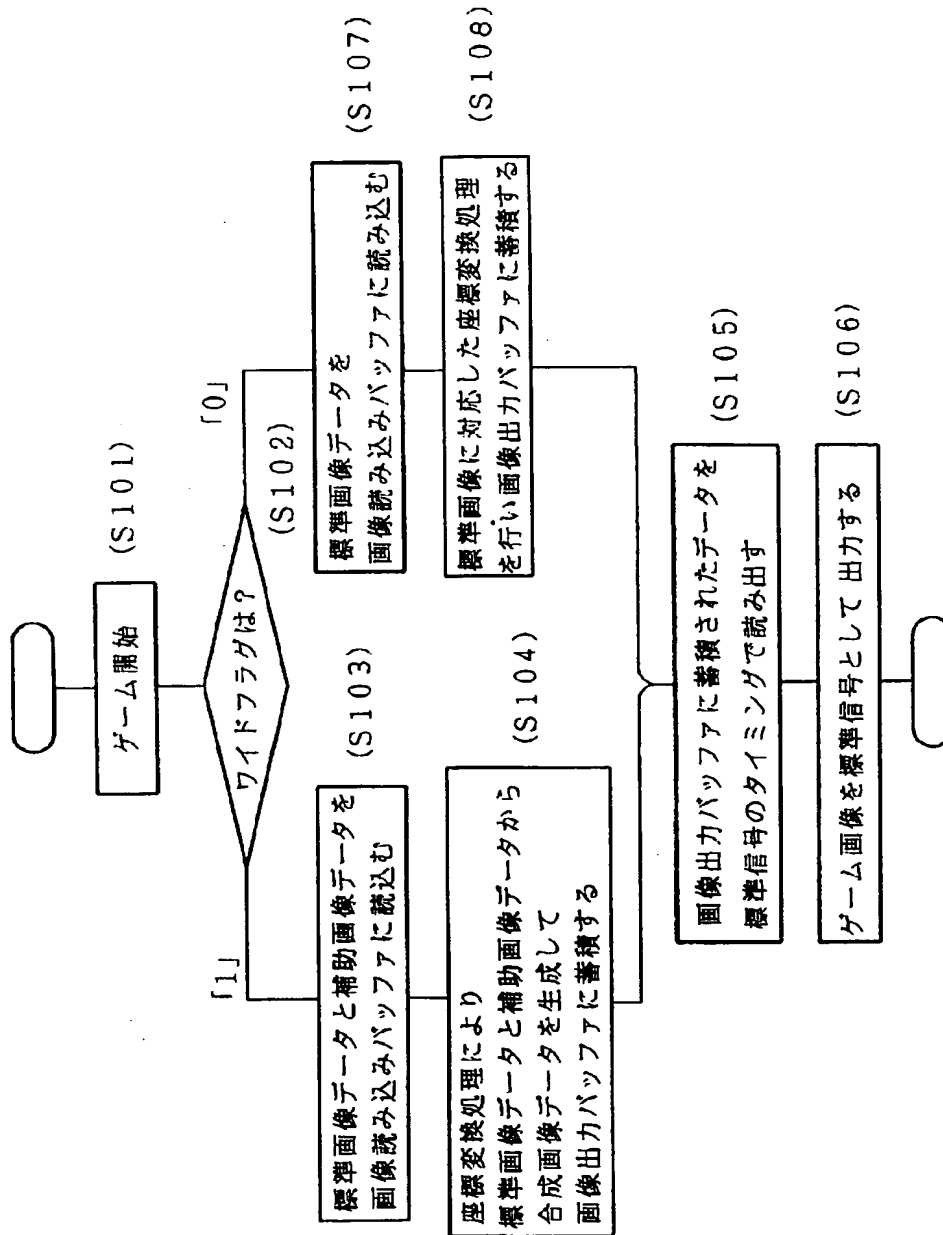 ゲーム開始
(S101)
ワイドフラグは?
(S102)
「1」
「0」
標準画像データと補助画像データを
画像読み込みバッファに読込む
(S103)
座標変換処理により
標準画像データと補助画像データから
合成画像データを生成して
画像出力バッファに蓄積する
(S104)
標準画像データを
画像読み込みバッファに読み込む
(S107)
標準画像に対応した座標変換処理
を行い画像出力バッファに蓄積する
(S108)
画像出力バッファに蓄積されたデータを
標準信号のタイミングで読み出す
(S105)
ゲーム画像を標準信号として出力する
(S106)